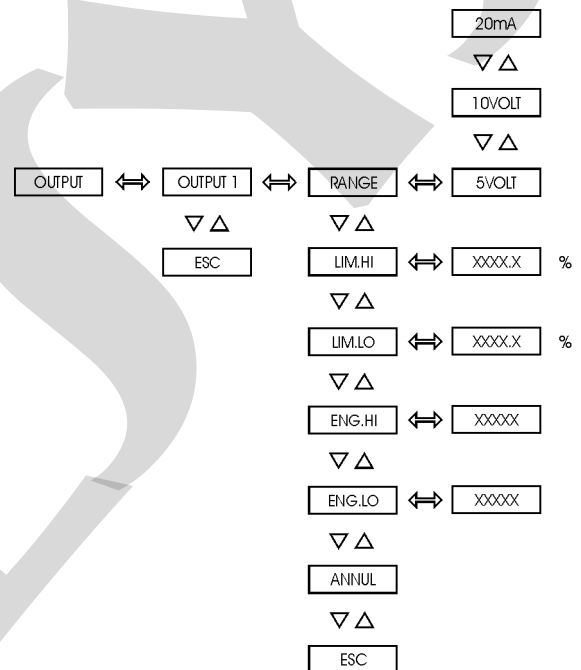 20mA
10VOLT
OUTPUT OUTPUT 1 RANGE 5VOLT
ESC LIM.HI XXXX.X %
LIM.LO XXXX.X %
ENG.HI XXXXX
ENG.LO XXXXX
ANNUL
ESC